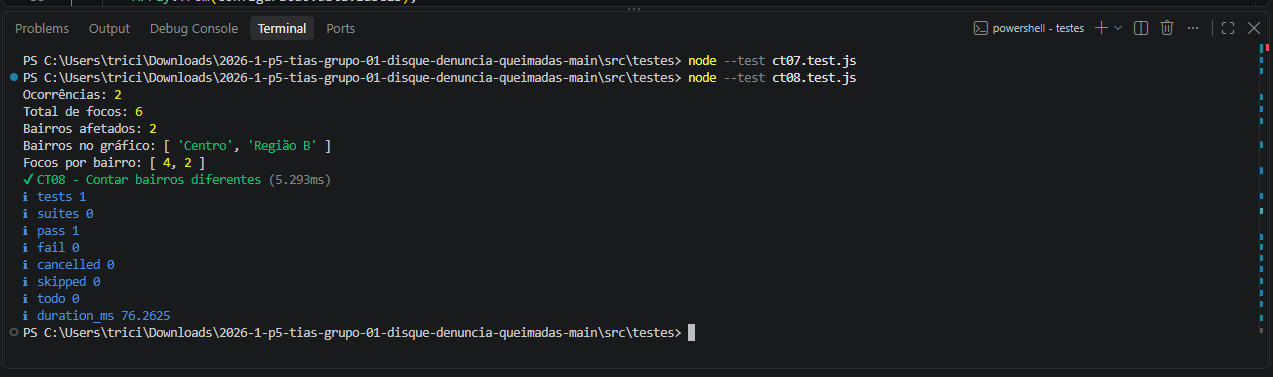 Problems Output Debug Console Terminal Ports powershell - testes
PS C:\Users\trici\Downloads\2026-1-p5-tias-grupo-01-disque-denuncia-queimadas-main\src\testes> node --test ct07.test.js
PS C:\Users\trici\Downloads\2026-1-p5-tias-grupo-01-disque-denuncia-queimadas-main\src\testes> node --test ct08.test.js
Ocorrências: 2
Total de focos: 6
Bairros afetados: 2
Bairros no gráfico: [ 'Centro', 'Região B' ]
Focos por bairro: [ 4, 2 ]
✔ CT08 - Contar bairros diferentes (5.293ms)
ℹ tests 1
ℹ suites 0
ℹ pass 1
ℹ fail 0
ℹ cancelled 0
ℹ skipped 0
ℹ todo 0
ℹ duration_ms 76.2625
PS C:\Users\trici\Downloads\2026-1-p5-tias-grupo-01-disque-denuncia-queimadas-main\src\testes>